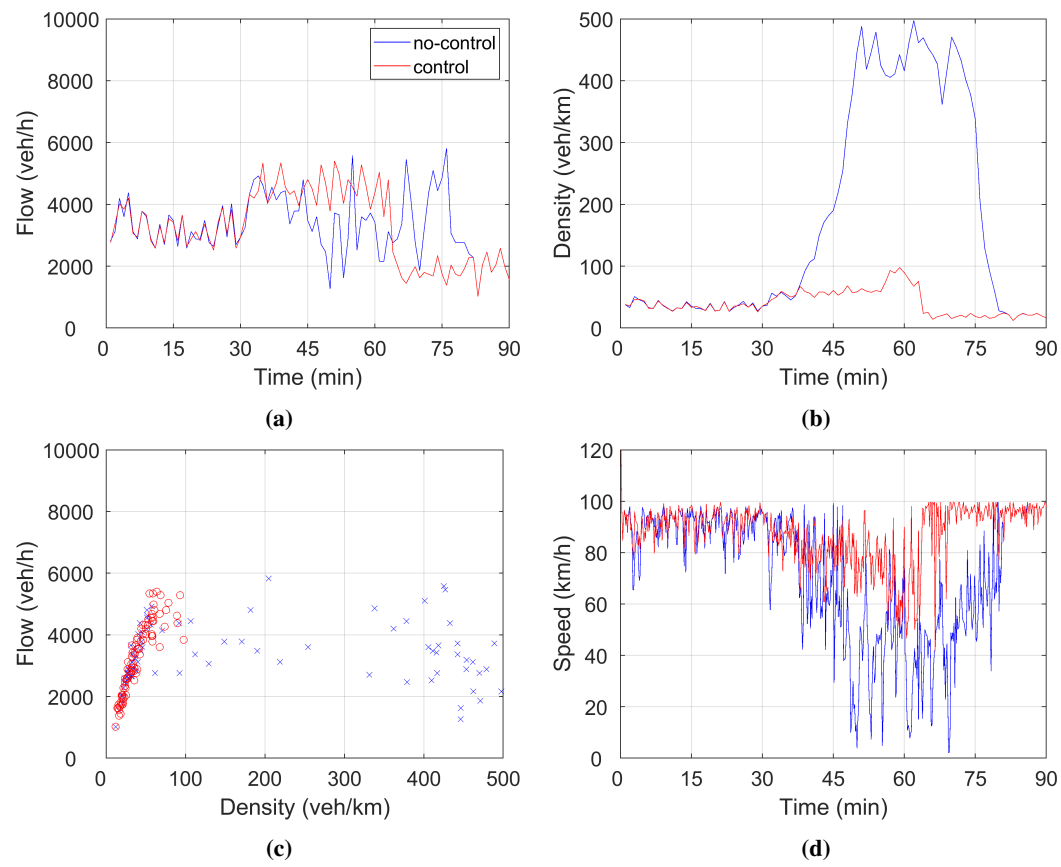 10000
8000
6000
4000
2000
0
Flow (veh/h)
no-control
control
1 15 30 45 60 75 90
Time (min)
(a)
500
400
300
200
100
0
Density (veh/km)
0 15 30 45 60 75 90
Time (min)
(b)
10000
8000
6000
4000
2000
0
Flow (veh/h)
0 100 200 300 400 500
Density (veh/km)
(c)
120
100
80
60
40
20
0
Speed (km/h)
0 15 30 45 60 75 90
Time (min)
(d)